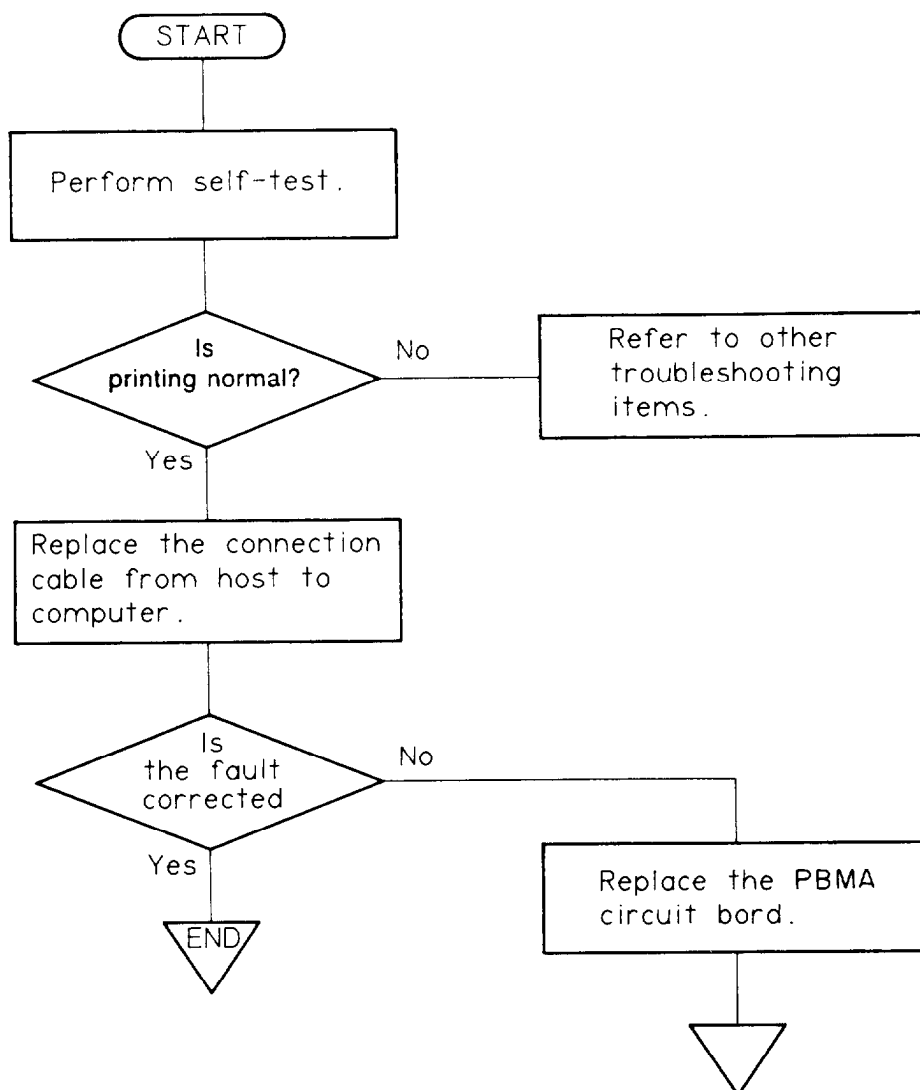 START
Perform self-test.
Is
printing normal?
No
Refer to other
troubleshooting
items.
Yes
Replace the connection
cable from host to
computer.
Is
the fault
corrected
No
Yes
Replace the PBMA
circuit bord.
END